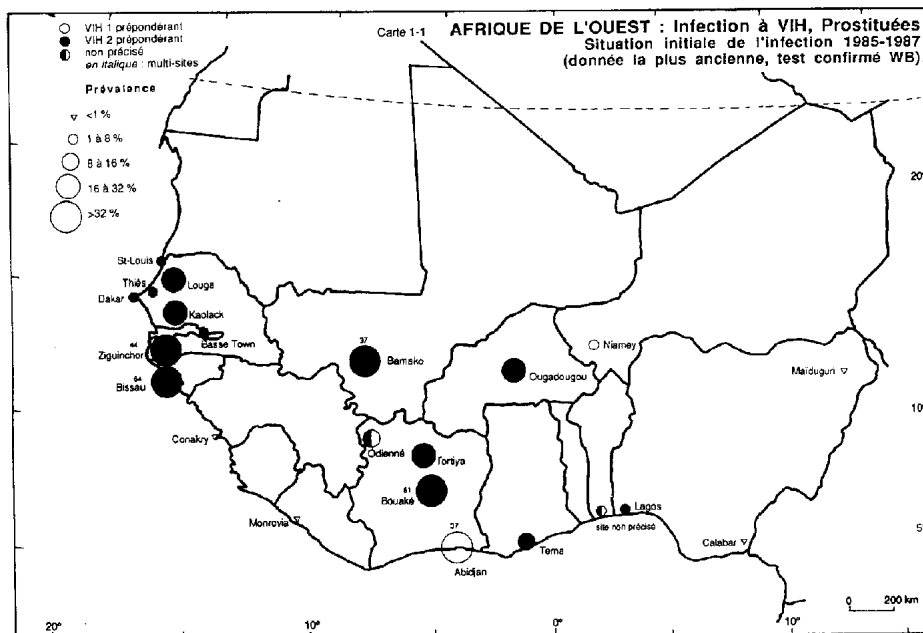 VIH 1 prépondérant
VIH 2 prépondérant
non précisé
en italique : multi-sites
Prévalence
<1 %
1 à 8 %
8 à 16 %
16 à 32 %
>32 %
Carte 1-1
AFRIQUE DE L'OUEST : Infection à VIH, Prostituées
Situation initiale de l'infection 1985-1987
(donnée la plus ancienne, test confirmé WB)
20°
St-Louis
Thiès
Louga
Dakar
Kaolack
Basse Town
44
Ziguinchor
64
Bissau
37
Bamako
Niamey
Ougadougou
Maïduguri
10°
Conakry
Odienné
Tortiya
61
Bouaké
Monrovia
37
Abidjan
Tema
Lagos
site non précisé
Calabar
5°
0 200 km
20°
10°
0°
10°